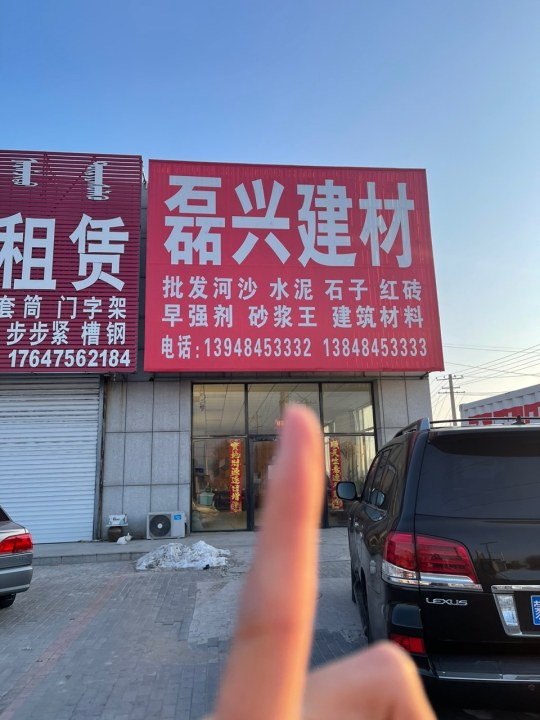 租赁
套筒 门字架
步步紧 槽钢
17647562184
磊兴建材
批发河沙 水泥 石子 红砖
早强剂 砂浆王 建筑材料
电话:13948453332 13848453333
LEXUS